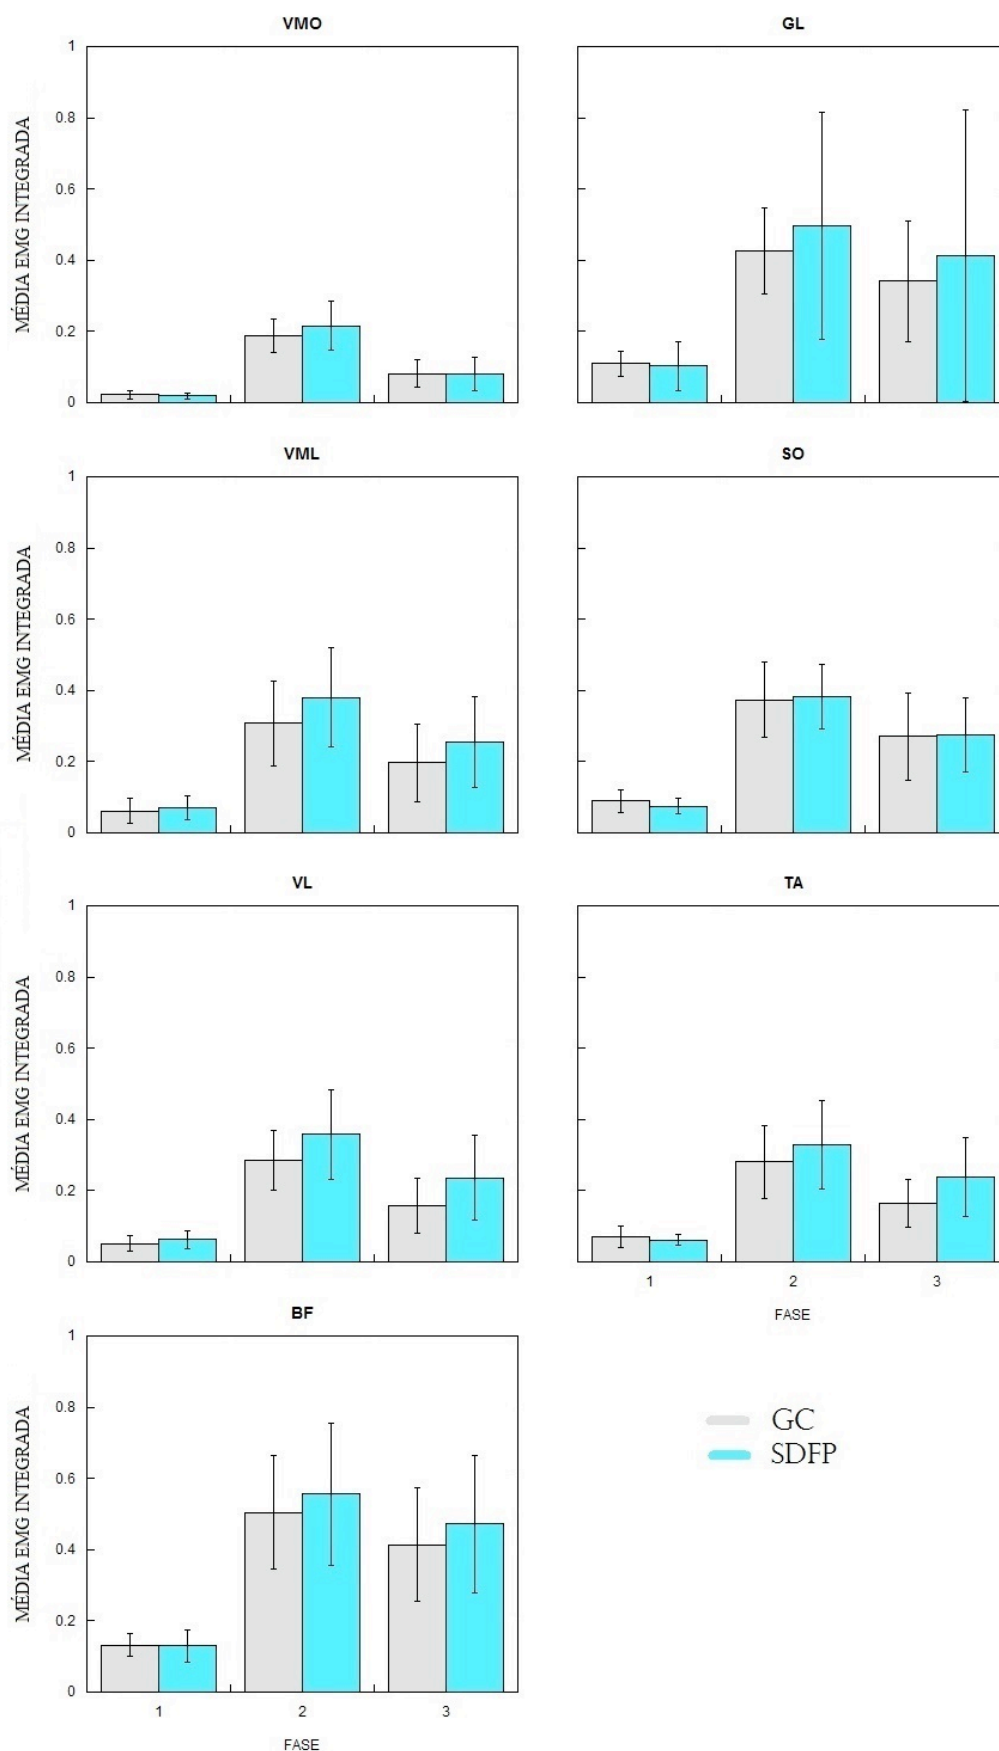 VMO
GL
MÉDIA EMG INTEGRADA
1
0.8
0.6
0.4
0.2
0
VML
SO
MÉDIA EMG INTEGRADA
1
0.8
0.6
0.4
0.2
0
VL
TA
MÉDIA EMG INTEGRADA
1
0.8
0.6
0.4
0.2
0
1 2 3
FASE
BF
MÉDIA EMG INTEGRADA
1
0.8
0.6
0.4
0.2
0
1 2 3
FASE
GC
SDFP